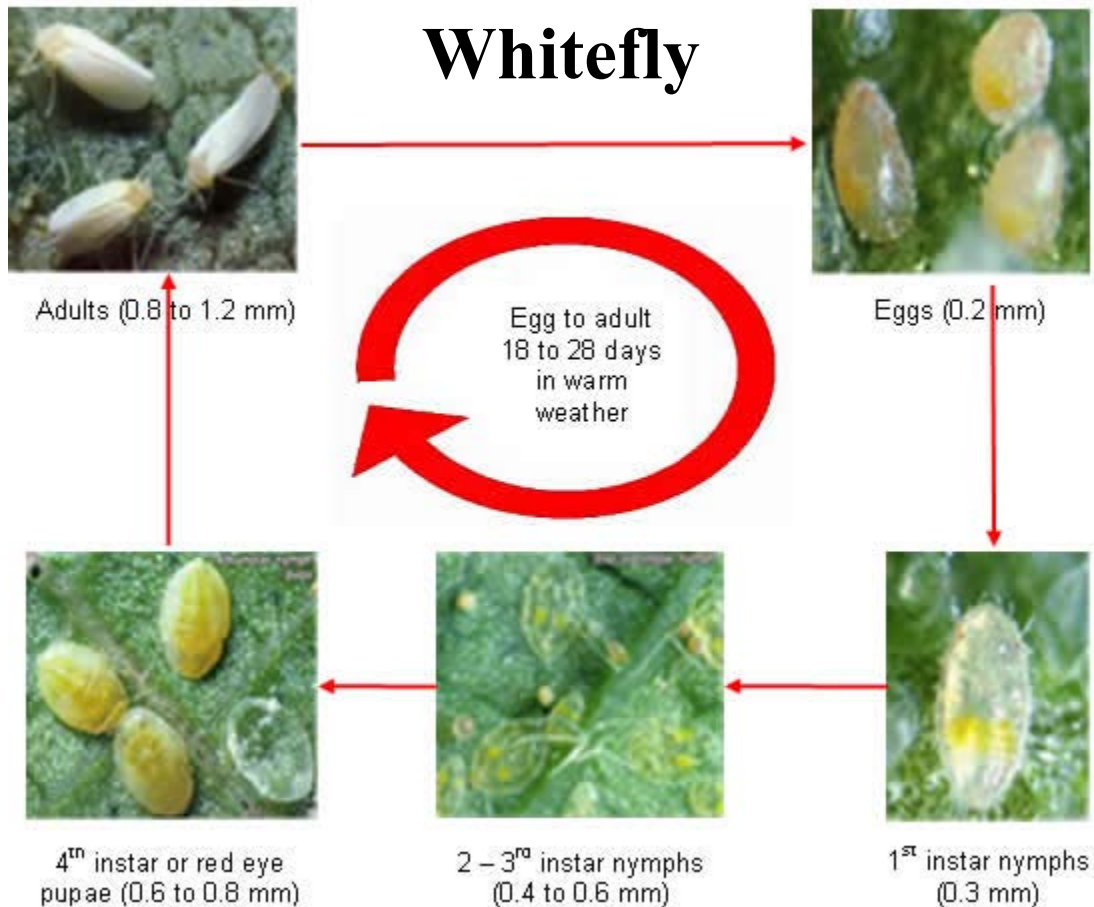 Whitefly
Adults (0.8 to 1.2 mm)
Eggs (0.2 mm)
Egg to adult
18 to 28 days
in warm
weather
4th instar or red eye
pupae (0.6 to 0.8 mm)
2 – 3rd instar nymphs
(0.4 to 0.6 mm)
1st instar nymphs
(0.3 mm)